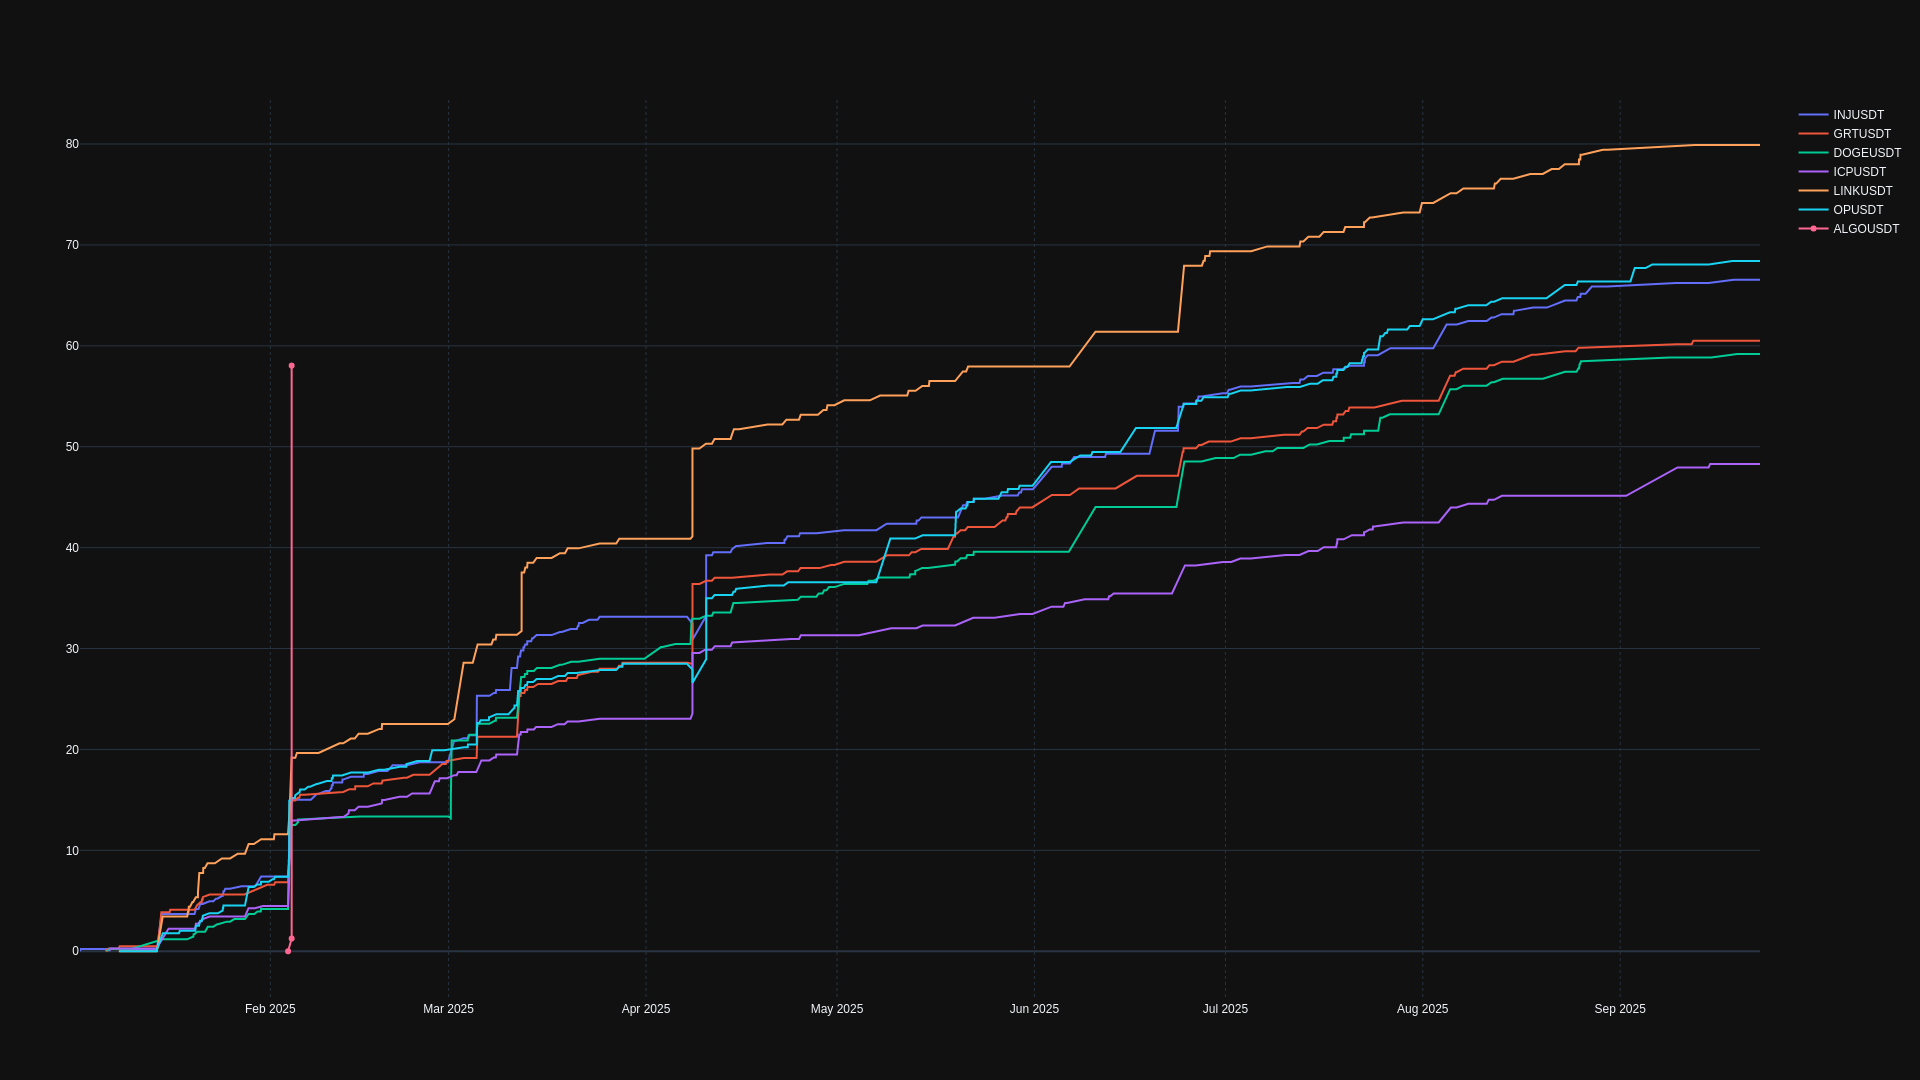 80
70
60
50
40
30
20
10
0
Feb 2025
Mar 2025
Apr 2025
May 2025
Jun 2025
Jul 2025
Aug 2025
Sep 2025
INJUSDT
GRTUSDT
DOGEUSDT
ICPUSDT
LINKUSDT
OPUSDT
ALGOUSDT